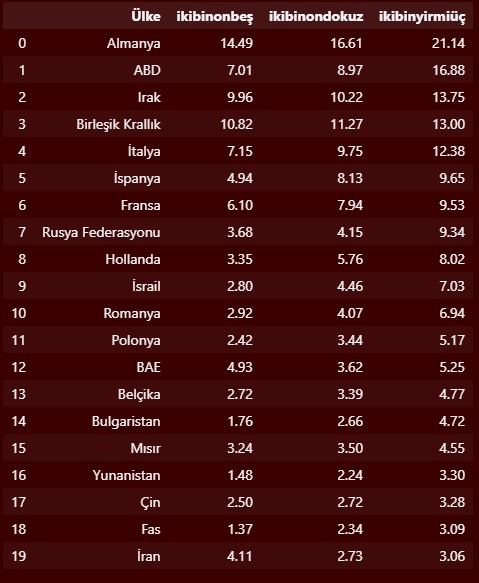 Ülke ikibinonbeş ikibinondokuz ikibinyirmiüç
0 Almanya 14.49 16.61 21.14
1 ABD 7.01 8.97 16.88
2 Irak 9.96 10.22 13.75
3 Birleşik Krallık 10.82 11.27 13.00
4 İtalya 7.15 9.75 12.38
5 İspanya 4.94 8.13 9.65
6 Fransa 6.10 7.94 9.53
7 Rusya Federasyonu 3.68 4.15 9.34
8 Hollanda 3.35 5.76 8.02
9 İsrail 2.80 4.46 7.03
10 Romanya 2.92 4.07 6.94
11 Polonya 2.42 3.44 5.17
12 BAE 4.93 3.62 5.25
13 Belçika 2.72 3.39 4.77
14 Bulgaristan 1.76 2.66 4.72
15 Mısır 3.24 3.50 4.55
16 Yunanistan 1.48 2.24 3.30
17 Çin 2.50 2.72 3.28
18 Fas 1.37 2.34 3.09
19 İran 4.11 2.73 3.06